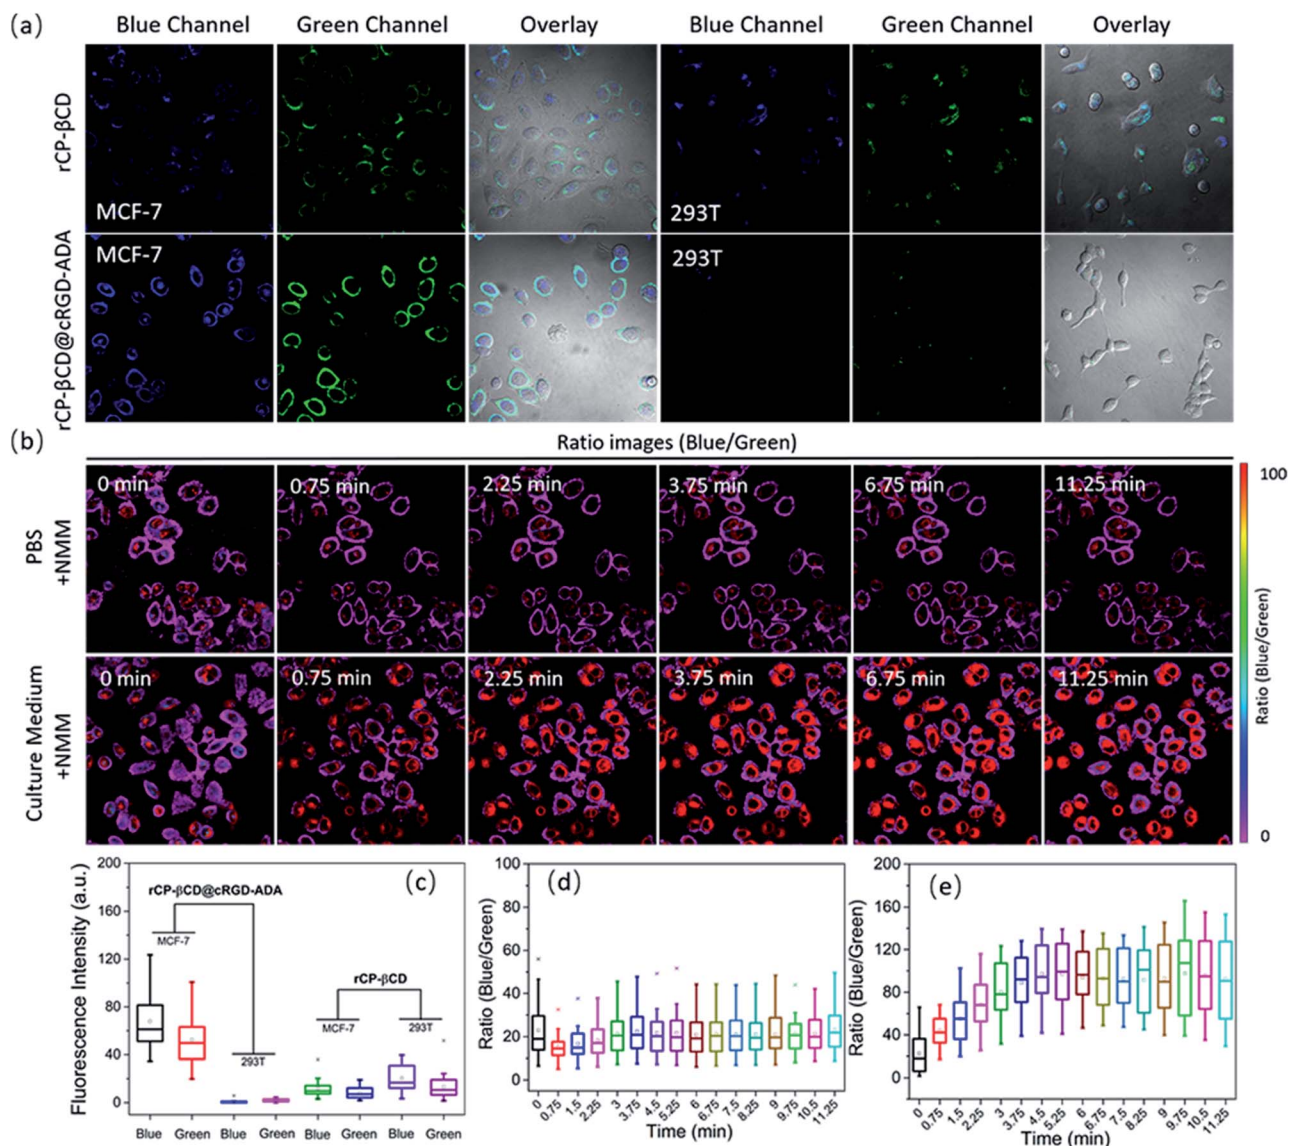 (a)
Blue Channel Green Channel Overlay Blue Channel Green Channel Overlay
rCP-βCD
MCF-7 293T
rCP-βCD@cRGD-ADA
MCF-7 293T
(b)
Ratio images (Blue/Green)
PBS
+NMM
0 min 0.75 min 2.25 min 3.75 min 6.75 min 11.25 min
Culture Medium
+NMM
0 min 0.75 min 2.25 min 3.75 min 6.75 min 11.25 min
100
Ratio (Blue/Green)
0
(c)
Fluorescence Intensity (a.u.)
200
160
120
80
40
0
rCP-βCD@cRGD-ADA
MCF-7
293T
rCP-βCD
MCF-7
293T
Blue Green Blue Green Blue Green Blue Green
(d)
Ratio (Blue/Green)
100
80
60
40
20
0
0 0.75 1.5 2.25 3 3.75 4.5 5.25 6 6.75 7.5 8.25 9 9.75 10.5 11.25
Time (min)
(e)
Ratio (Blue/Green)
200
160
120
80
40
0
0 0.75 1.5 2.25 3 3.75 4.5 5.25 6 6.75 7.5 8.25 9 9.75 10.5 11.25
Time (min)